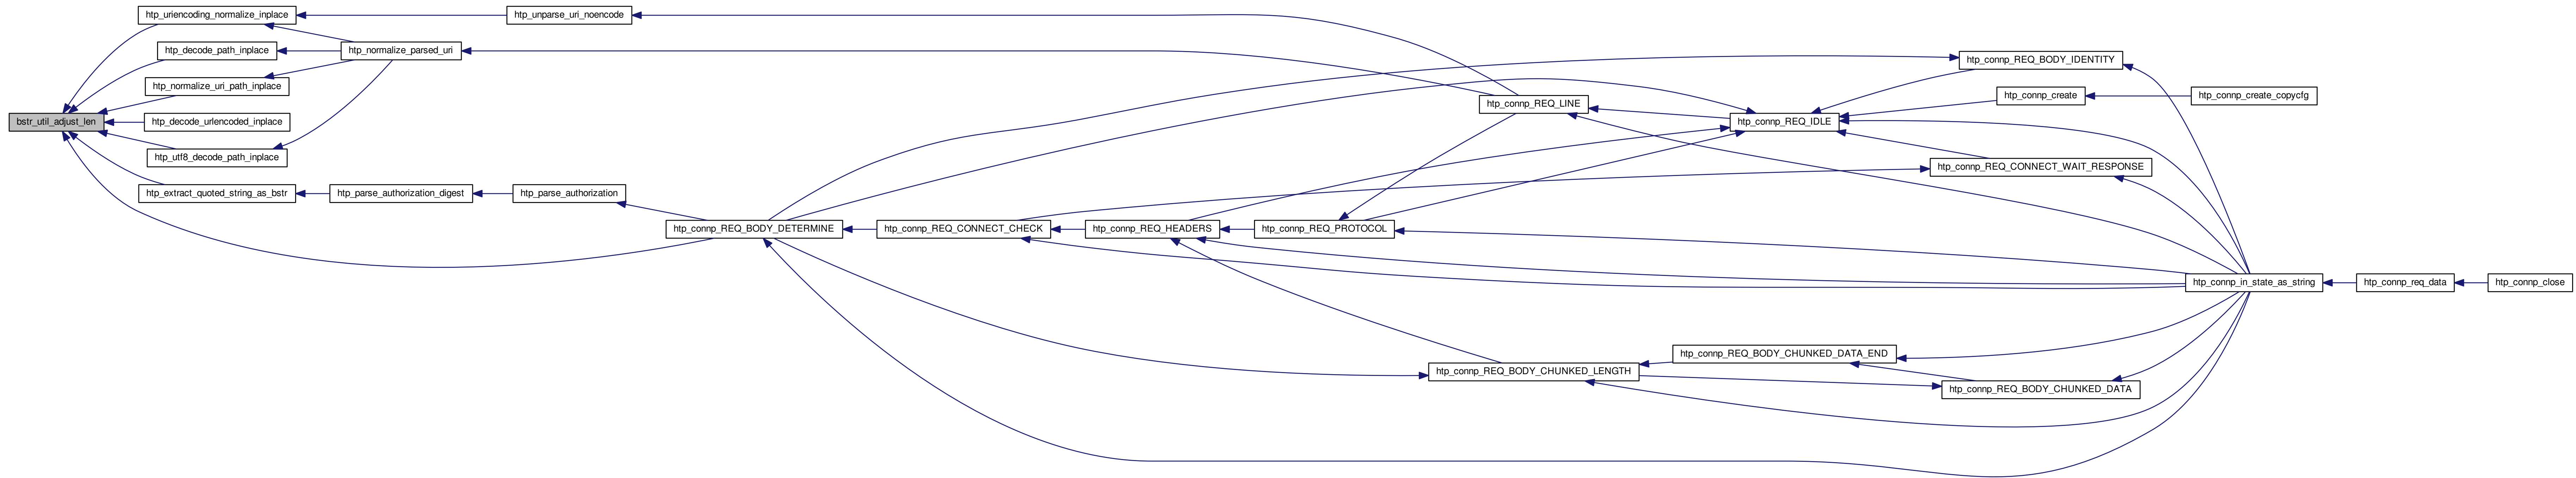 htp_uriencoding_normalize_inplace
htp_unparse_uri_noencode
htp_decode_path_inplace
htp_normalize_parsed_uri
htp_connp_REQ_BODY_IDENTITY
htp_normalize_uri_path_inplace
htp_connp_REQ_LINE
htp_connp_create
htp_connp_create_copycfg
bstr_util_adjust_len
htp_decode_urlencoded_inplace
htp_connp_REQ_IDLE
htp_utf8_decode_path_inplace
htp_connp_REQ_CONNECT_WAIT_RESPONSE
htp_extract_quoted_string_as_bstr
htp_parse_authorization_digest
htp_parse_authorization
htp_connp_REQ_BODY_DETERMINE
htp_connp_REQ_CONNECT_CHECK
htp_connp_REQ_HEADERS
htp_connp_REQ_PROTOCOL
htp_connp_in_state_as_string
htp_connp_req_data
htp_connp_close
htp_connp_REQ_BODY_CHUNKED_DATA_END
htp_connp_REQ_BODY_CHUNKED_LENGTH
htp_connp_REQ_BODY_CHUNKED_DATA